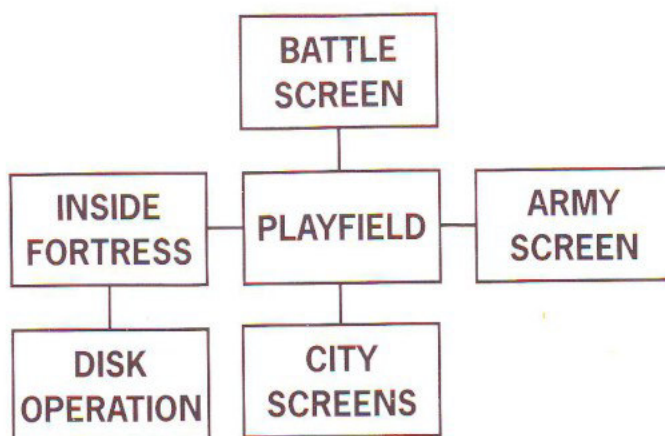 BATTLE
SCREEN
INSIDE
FORTRESS
PLAYFIELD
ARMY
SCREEN
DISK
OPERATION
CITY
SCREENS